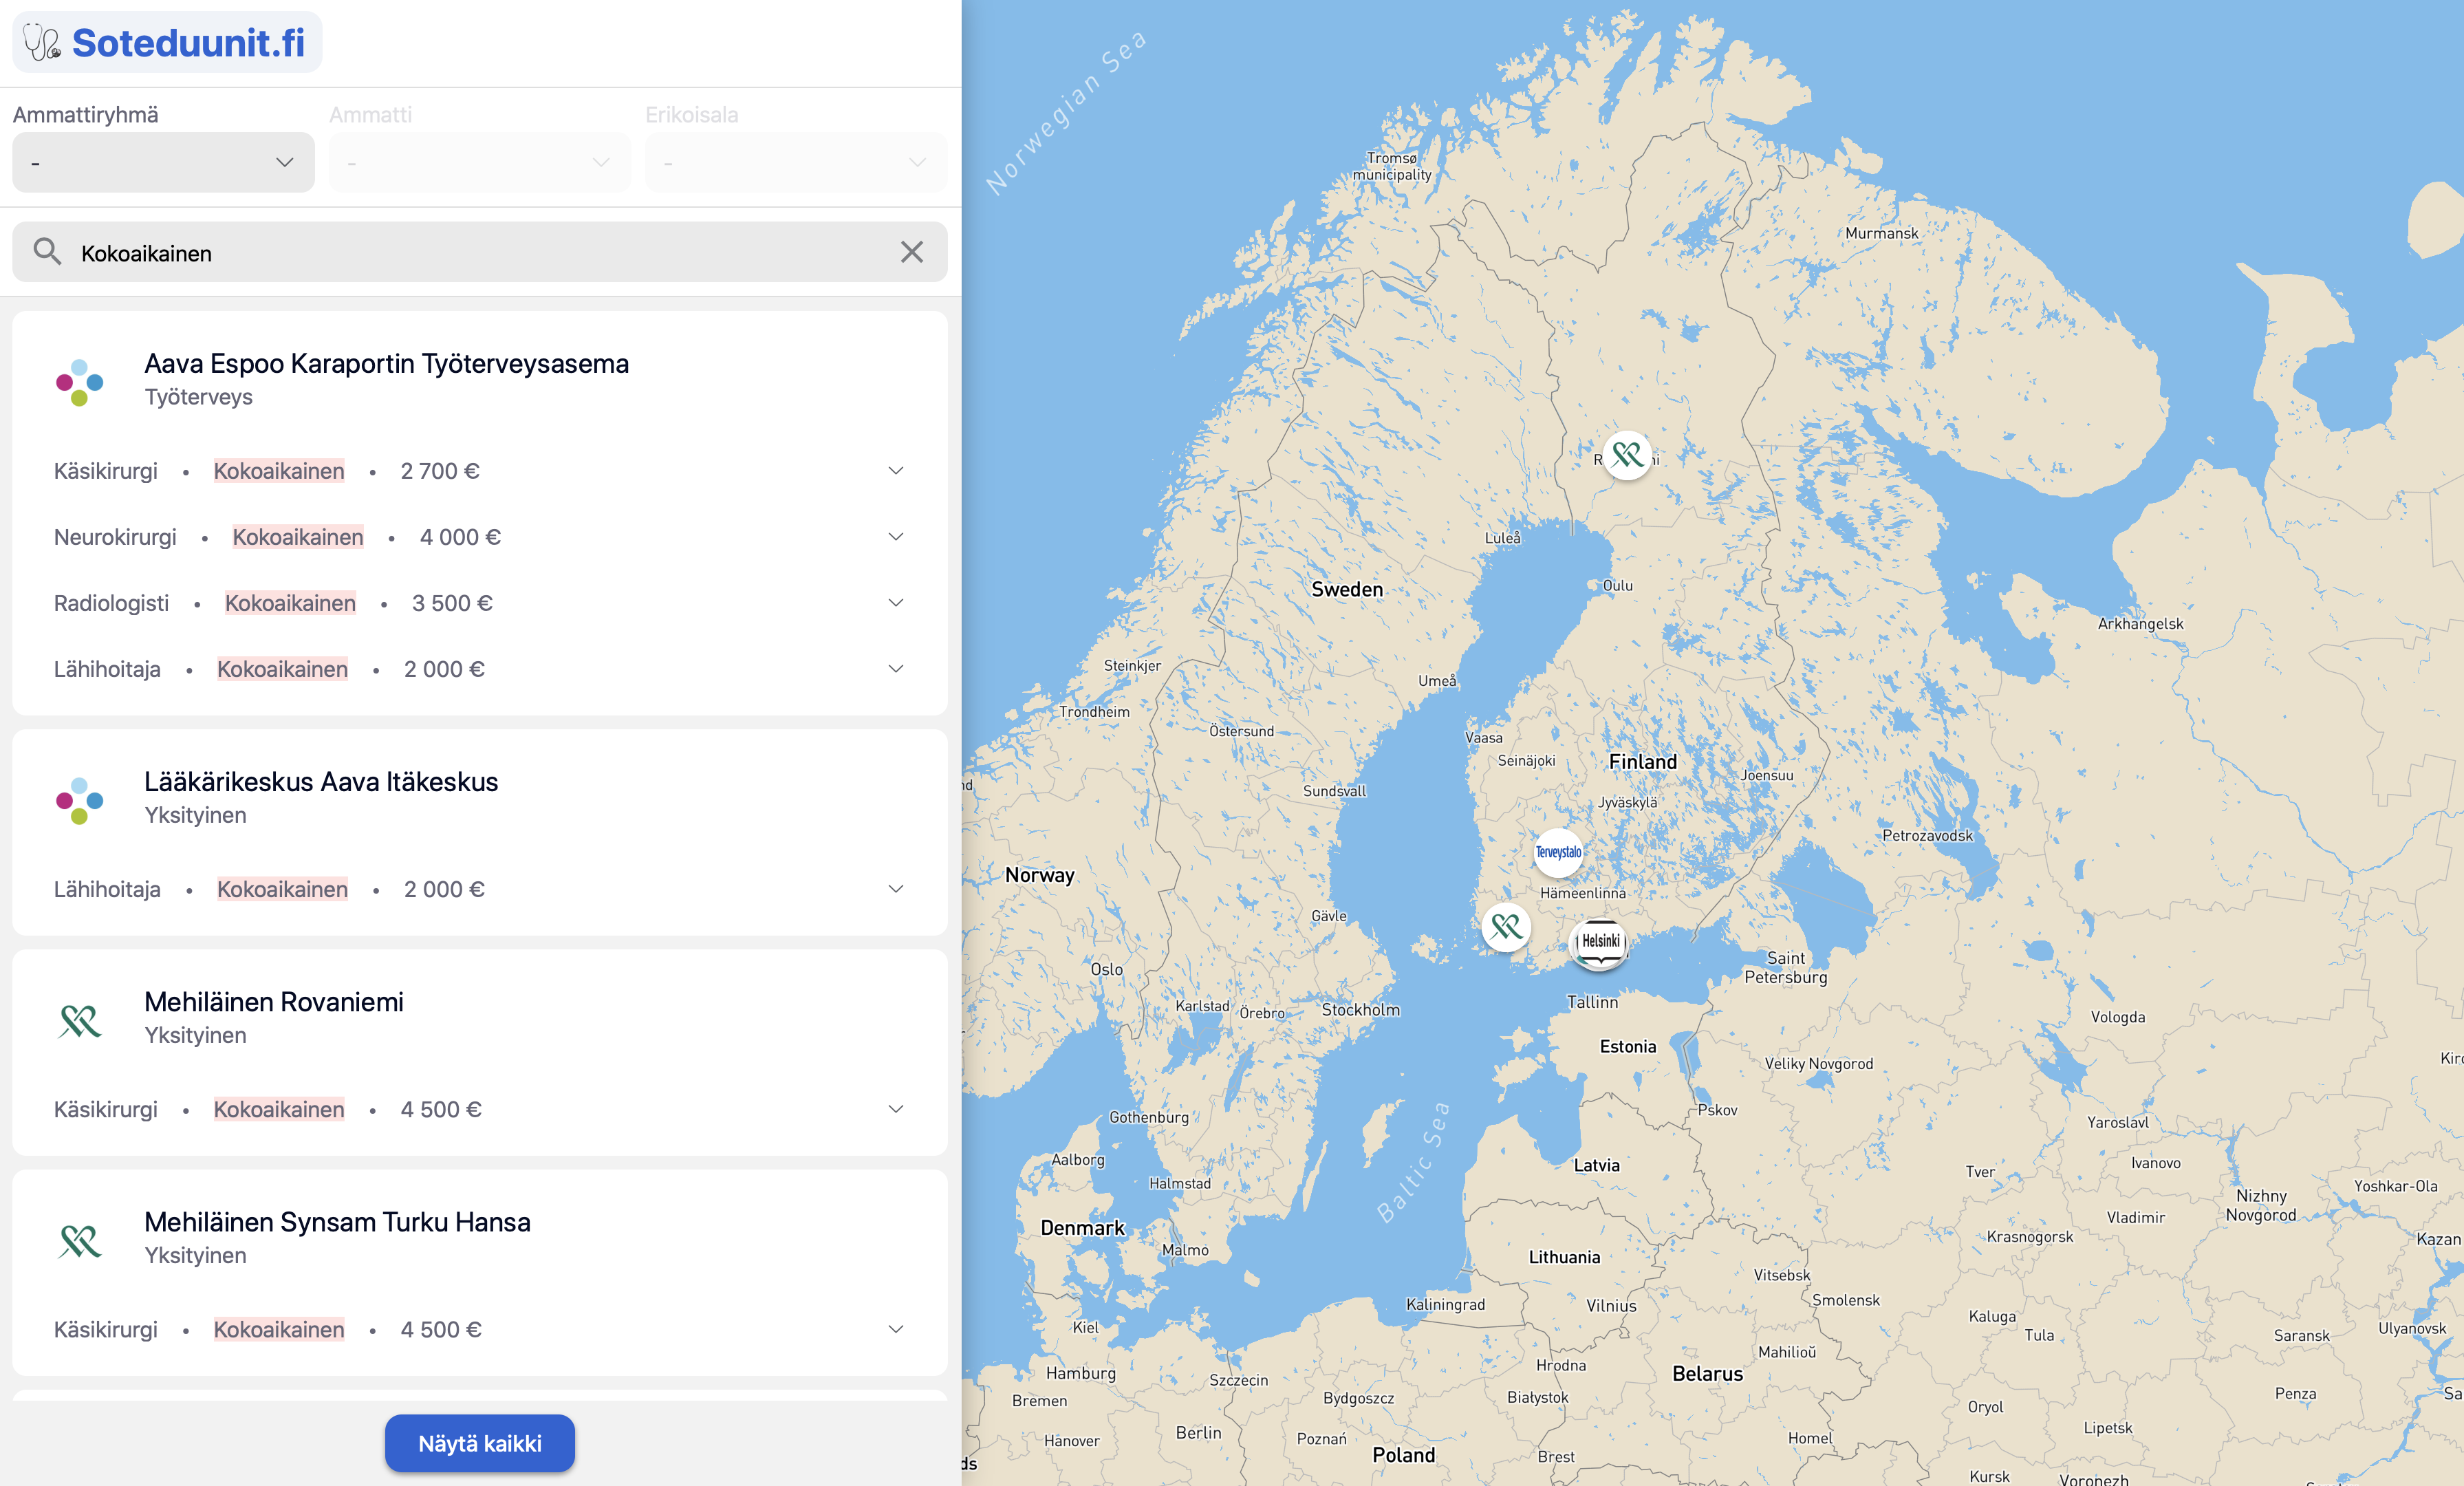 Soteduunit.fi
Ammattiryhmä
Ammatti
Erikoisala
-
-
-
Kokoaikainen
Aava Espoo Karaportin Työterveysasema
Työterveys
Käsikirurgi • Kokoaikainen • 2 700 €
Neurokirurgi • Kokoaikainen • 4 000 €
Radiologisti • Kokoaikainen • 3 500 €
Lähihoitaja • Kokoaikainen • 2 000 €
Lääkärikeskus Aava Itäkeskus
Yksityinen
Lähihoitaja • Kokoaikainen • 2 000 €
Mehiläinen Rovaniemi
Yksityinen
Käsikirurgi • Kokoaikainen • 4 500 €
Mehiläinen Synsam Turku Hansa
Yksityinen
Käsikirurgi • Kokoaikainen • 4 500 €
Näytä kaikki
Norwegian Sea
Tromsø
municipality
Murmansk
Luleå
Oulu
Sweden
Arkhangelsk
Steinkjer
Umeå
Trondheim
Östersund
Vaasa
Seinäjoki
Finland
Joensuu
Sundsvall
Jyväskylä
Petrozavodsk
Terveystalo
Norway
Hämeenlinna
Gävle
Helsinki
Oslo
Saint
Petersburg
Karlstad
Örebro
Stockholm
Tallinn
Vologda
Estonia
Veliky Novgorod
Pskov
Gothenburg
Yaroslavl
Baltic Sea
Aalborg
Latvia
Ivanovo
Tver
Halmstad
Yoshkar-Ola
Nizhny
Novgorod
Vladimir
Denmark
Krasnogorsk
Kazan
Malmö
Lithuania
Vitsebsk
Smolensk
Kaliningrad
Vilnius
Kaluga
Kiel
Tula
Saransk
Ulyanovsk
Mahilioŭ
Hrodna
Hamburg
Belarus
Szczecin
Penza
Bremen
Bydgoszcz
Białystok
Oryol
Lipetsk
Berlin
Hanover
Poznań
Homel
Poland
Brest
Kursk
Voronezh